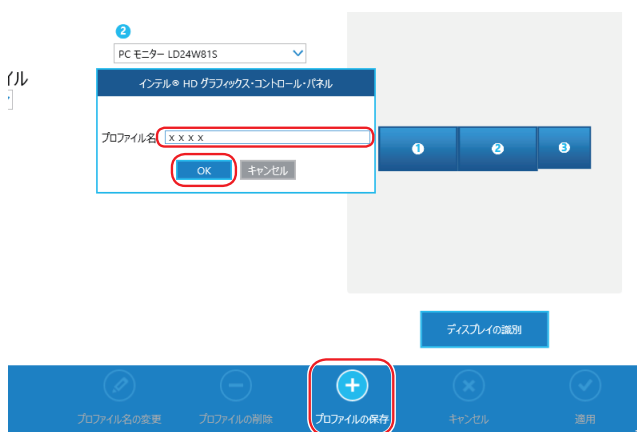 2
PC モニター LD24W81S
イル
インテル® HD グラフィックス・コントロール・パネル
プロファイル名 x x x x
OK キャンセル
1 2 3
ディスプレイの識別
プロファイル名の変更 プロファイルの削除 プロファイルの保存 キャンセル 適用